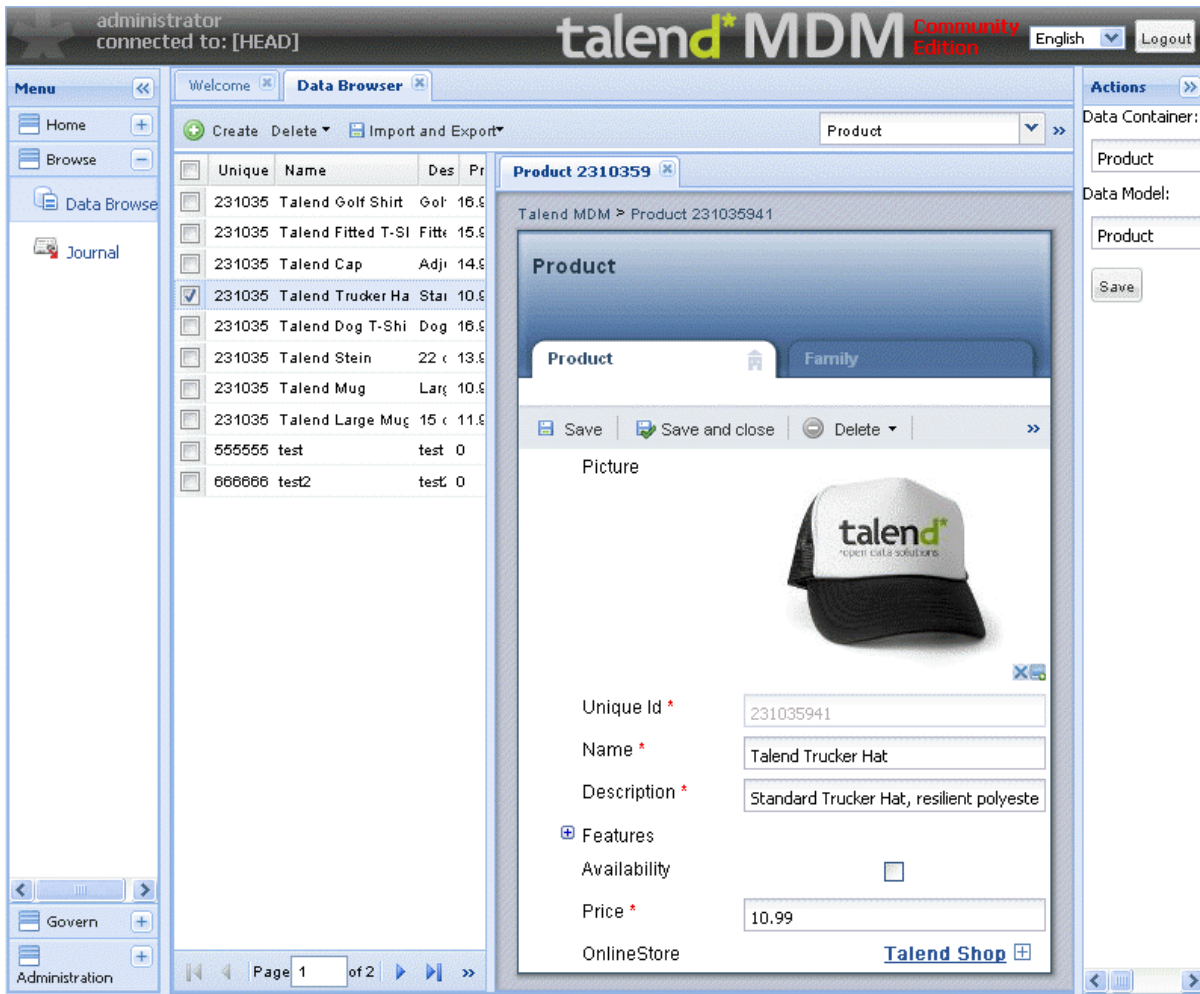 administrator
connected to: [HEAD]
talend* MDM Community Edition
English
Logout
Menu
Home
Browse
Data Browse
Journal
Govern
Administration
Welcome
Data Browser
Create Delete Import and Export
Product
Unique Name Des Pr
231035 Talend Golf Shirt 16.9
231035 Talend Fitted T-S 15.9
231035 Talend Cap 14.9
231035 Talend Trucker Ha 10.9
231035 Talend Dog T-Shi Dog 16.9
231035 Talend Stein 22 13.9
231035 Talend Mug 10.9
231035 Talend Large Mug 15 11.9
555555 test test 0
666666 test2 0
Page 1 of 2
Product 2310359
Talend MDM > Product 231035941
Product
Product
Family
Save Save and close Delete
Picture
talend*
*open data solutions
Unique Id * 231035941
Name * Talend Trucker Hat
Description * Standard Trucker Hat, resilient polyeste
Features
Availability
Price * 10.99
OnlineStore Talend Shop
Actions
Data Container:
Product
Data Model:
Product
Save